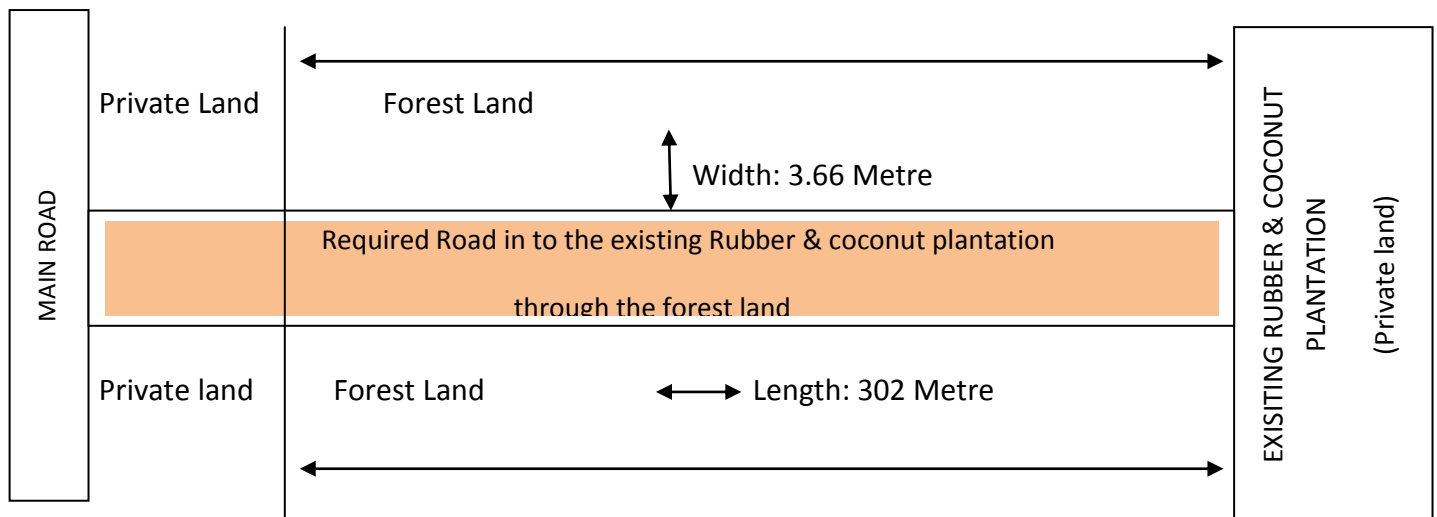 MAIN ROAD
Private Land
Forest Land
Width: 3.66 Metre
Required Road in to the existing Rubber & coconut plantation
through the forest land
Private land
Forest Land
Length: 302 Metre
EXISITING RUBBER & COCONUT
PLANTATION
(Private land)